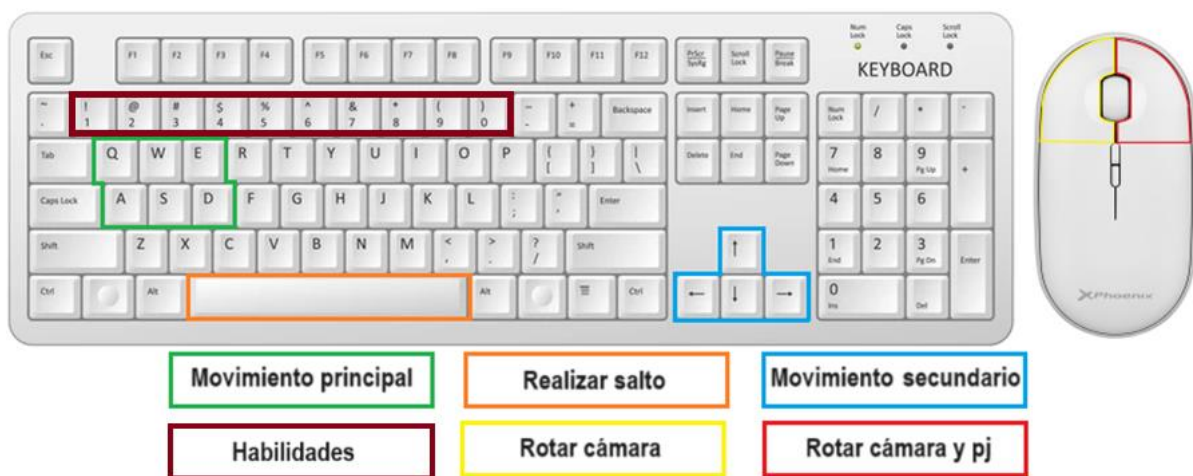 Num Lock Caps Lock Scroll Lock
Esc F1 F2 F3 F4 F5 F6 F7 F8 F9 F10 F11 F12 PrScr SysRg Scroll Lock Pause Break KEYBOARD
~ . ! 1 @ 2 # 3 $ 4 % 5 ^ 6 & 7 * 8 ( 9 ) 0 - - + = Backspace Insert Home Page Up Num Lock / * -
Tab Q W E R T Y U I O P { [ } ] | \ Delete End Page Down 7 Home 8 9 Pg Up +
Caps Lock A S D F G H J K L : ; " , Enter 4 5 6
Shift Z X C V B N M < , > . ? / Shift ↑ 1 End 2 3 Pg Dn Enter
Ctrl Alt Alt Ctrl ← ↓ → 0 Ins Del
XPhoenix
Movimiento principal Realizar salto Movimiento secundario
Habilidades Rotar cámara Rotar cámara y pj